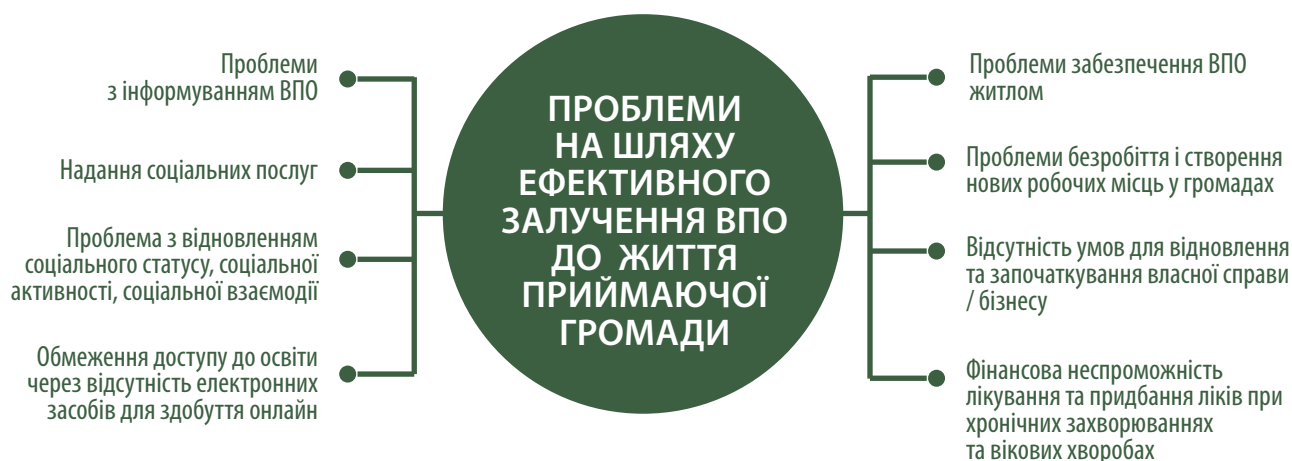 Проблеми
з інформуванням ВПО
Надання соціальних послуг
Проблема з відновленням
соціального статусу, соціальної
активності, соціальної взаємодії
Обмеження доступу до освіти
через відсутність електронних
засобів для здобуття онлайн
ПРОБЛЕМИ
НА ШЛЯХУ
ЕФЕКТИВНОГО
ЗАЛУЧЕННЯ ВПО
ДО ЖИТТЯ
ПРИЙМАЮЧОЇ
ГРОМАДИ
Проблеми забезпечення ВПО
житлом
Проблеми безробіття і створення
нових робочих місць у громадах
Відсутність умов для відновлення
та започаткування власної справи
/ бізнесу
Фінансова неспроможність
лікування та придбання ліків при
хронічних захворюваннях
та вікових хворобах